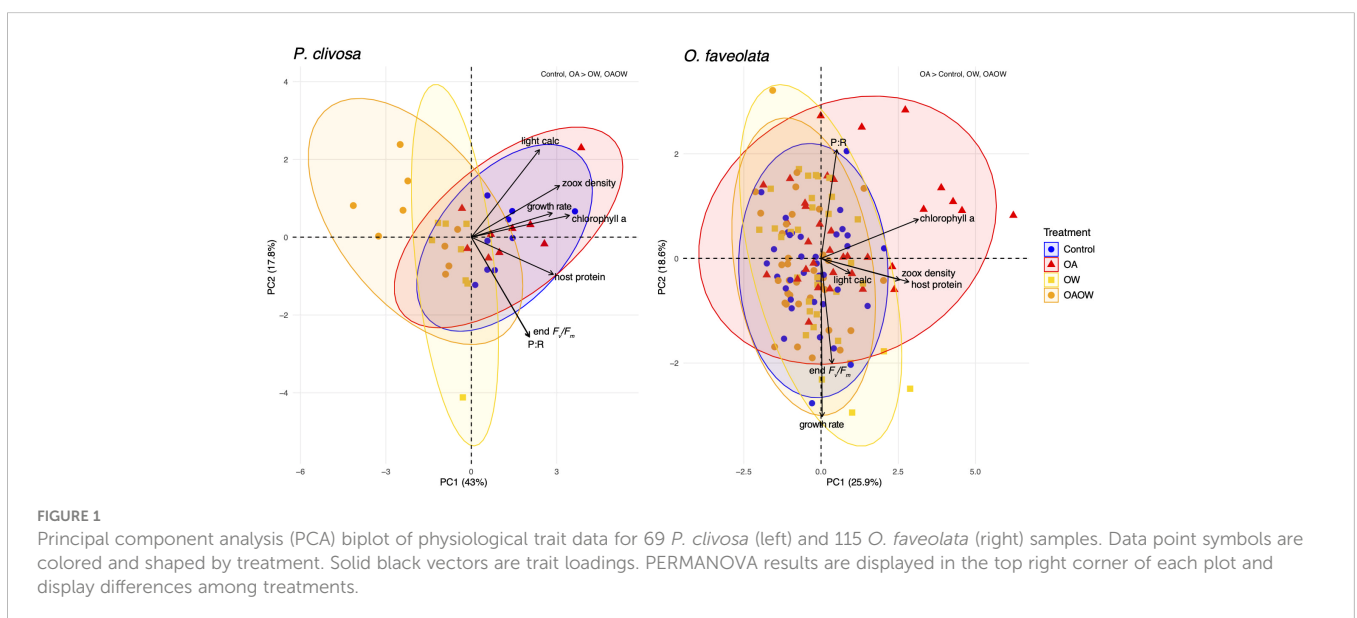 P. clivosa
Control, OA > OW, OAOW
4
2
0
−2
−4
light calc
zoox density
growth rate
chlorophyll a
host protein
end Fv/Fm
P:R
−6
−3
0
3
PC1 (43%)
PC2 (17.8%)
O. faveolata
OA > Control, OW, OAOW
2
0
−2
P:R
chlorophyll a
zoox density
light calc
host protein
end Fv/Fm
growth rate
−2.5
0.0
2.5
5.0
PC1 (25.9%)
PC2 (18.6%)
Treatment
Control
OA
OW
OAOW
FIGURE 1
Principal component analysis (PCA) biplot of physiological trait data for 69 P. clivosa (left) and 115 O. faveolata (right) samples. Data point symbols are
colored and shaped by treatment. Solid black vectors are trait loadings. PERMANOVA results are displayed in the top right corner of each plot and
display differences among treatments.